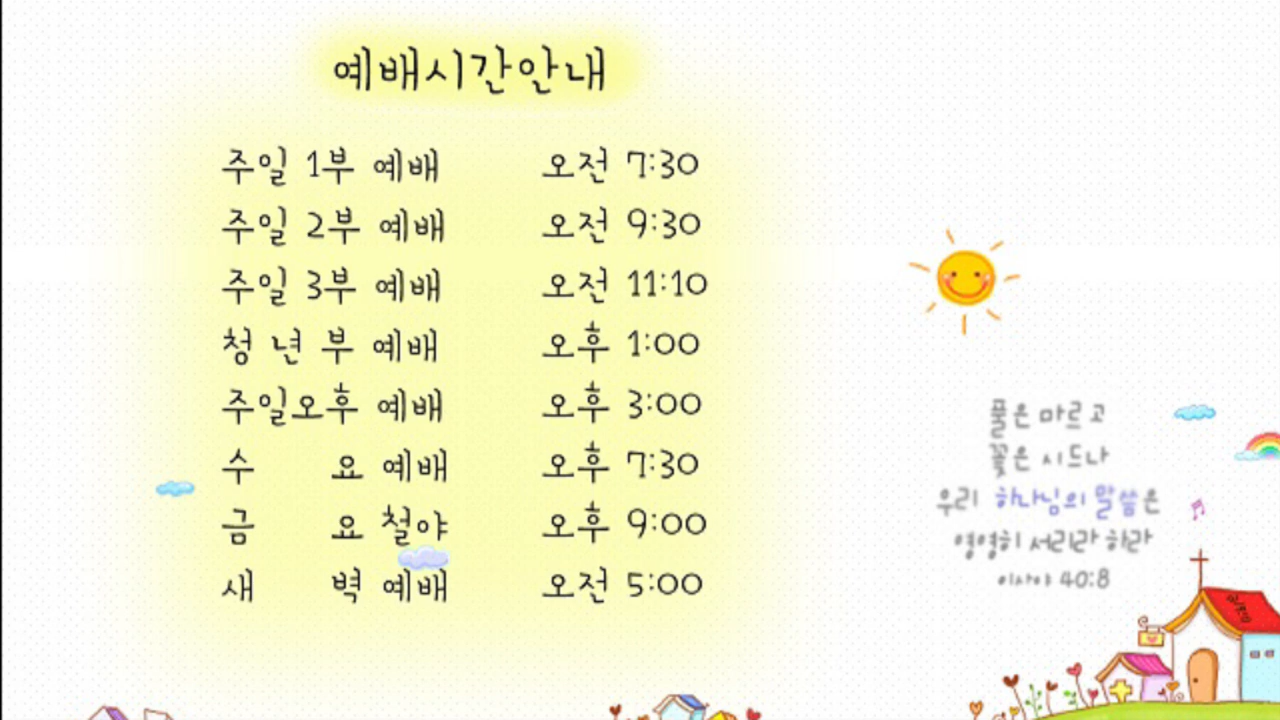 예배시간안내
주일 1부 예배 오전 7:30
주일 2부 예배 오전 9:30
주일 3부 예배 오전 11:10
청 년 부 예배 오후 1:00
주일오후 예배 오후 3:00
수 요 예배 오후 7:30
금 요 철야 오후 9:00
새 벽 예배 오전 5:00
풀은 마르고
꽃은 시드나
우리 하나님의 말씀은
영영히 서리라 하라
이사야 40:8